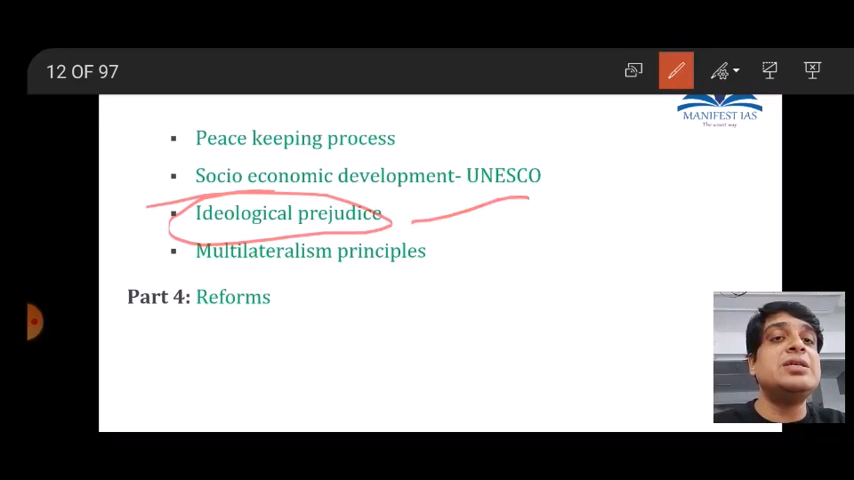 12 OF 97
MANIFEST IAS
The smart way
▪ Peace keeping process
▪ Socio economic development- UNESCO
▪ Ideological prejudice
▪ Multilateralism principles
Part 4: Reforms